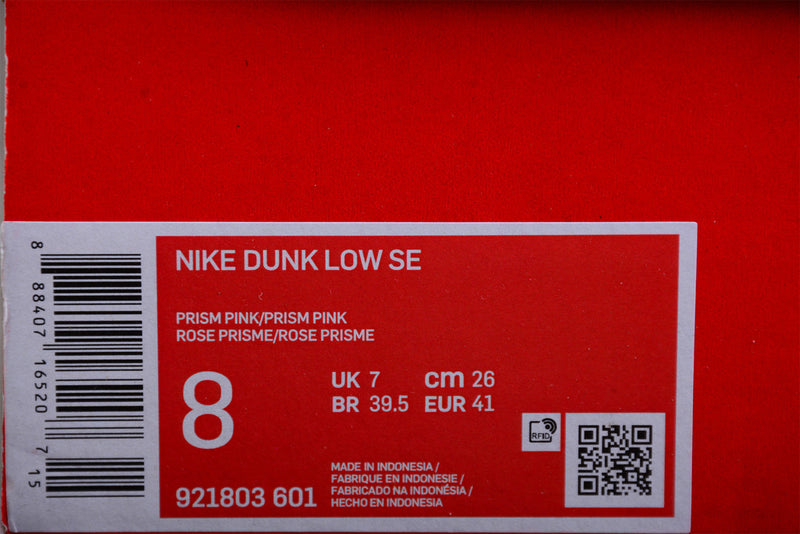 NIKE DUNK LOW SE
PRISM PINK/PRISM PINK
ROSE PRISME/ROSE PRISME
8
UK 7 cm 26
BR 39.5 EUR 41
RFID
MADE IN INDONESIA /
FABRIQUE EN INDONESIE /
FABRICADO NA INDONÉSIA /
HECHO EN INDONESIA
921803 601
8 88407 16520 7 15